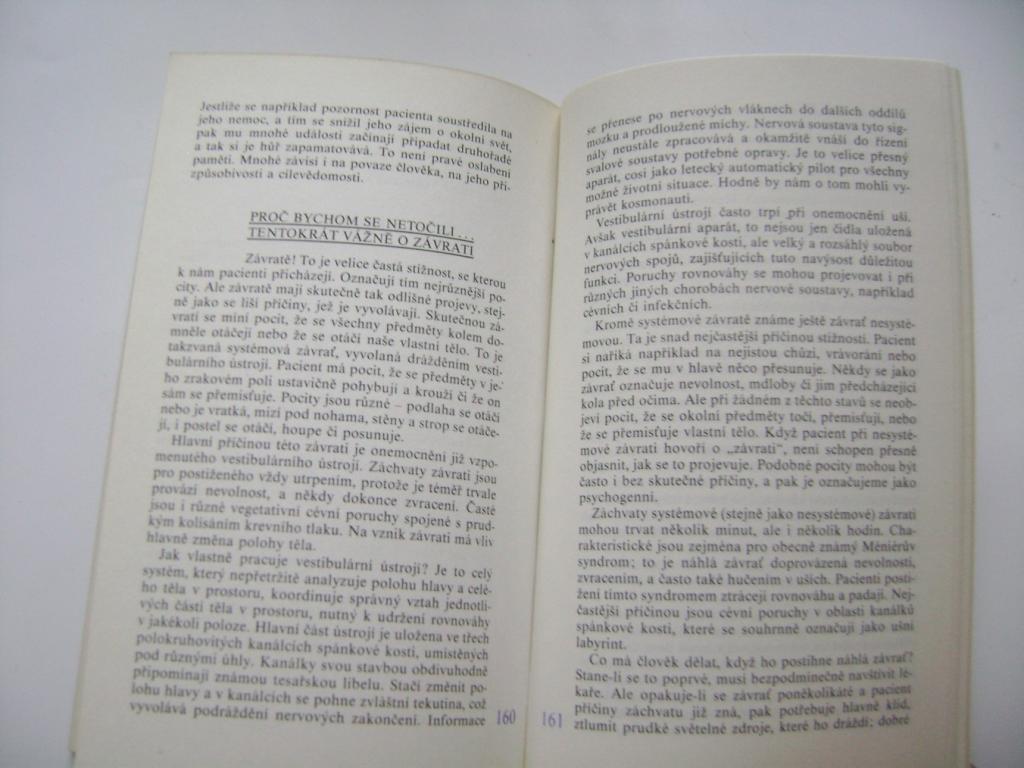 Jestliže se například pozornost pacienta soustředila na
jeho nemoc, a tím se snížil jeho zájem o okolní svět,
pak mu mnohé události začínají připadat druhořadé
a tak si je hůř zapamatovává. To není pravé oslabení
paměti. Mnohé závisí i na povaze člověka, na jeho při-
způsobivosti a cílevědomosti.
PROČ BYCHOM SE NETOČILI...
TENTOKRÁT VÁŽNĚ O ZÁVRATI
Závratě! To je velice častá stížnost, se kterou
k nám pacienti přicházejí. Označují tím nejrůznější po-
city. Ale závratě mají skutečně tak odlišné projevy, stej-
ně jako se liší příčiny, jež je vyvolávají. Skutečnou zá-
vratí se míní pocit, že se všechny předměty kolem do-
mněle otáčejí nebo že se otáčí naše vlastní tělo. To je
takzvaná systémová závrať, vyvolaná drážděním vesti-
bulárního ústrojí. Pacient má pocit, že se předměty v je-
ho zrakovém poli ustavičně pohybují a krouží či že on
sám se přemisťuje. Pocity jsou různé – podlaha se otáčí
nebo je vratká, mizí pod nohama, stěny a strop se otáče-
jí, i postel se otáčí, houpe či posunuje.
Hlavní příčinou této závrati je onemocnění již vzpo-
menutého vestibulárního ústrojí. Záchvaty závrati jsou
pro postiženého vždy utrpením, protože je téměř trvale
provází nevolnost, a někdy dokonce zvracení. Časté
jsou i různé vegetativní cévní poruchy spojené s prud-
kým kolísáním krevního tlaku. Na vznik závrati má vliv
hlavně změna polohy těla.
Jak vlastně pracuje vestibulární ústrojí? Je to celý
systém, který nepřetržitě analyzuje polohu hlavy a celé-
ho těla v prostoru, koordinuje správný vztah jednotli-
vých částí těla v prostoru, nutný k udržení rovnováhy
v jakékoli poloze. Hlavní část ústrojí je uložena ve třech
polokruhovitých kanálcích spánkové kosti, umístěných
pod různými úhly. Kanálky svou stavbou obdivuhodně
připomínají známou tesařskou libelu. Stačí změnit po-
lohu hlavy a v kanálcích se pohne zvláštní tekutina, což
vyvolává podráždění nervových zakončení. Informace
160
se přenese po nervových vláknech do dalších oddílů
mozku a prodloužené míchy. Nervová soustava tyto sig-
nály neustále zpracovává a okamžitě vnáší do řízení
svalové soustavy potřebné opravy. Je to velice přesný
aparát, cosi jako letecký automatický pilot pro všechny
možné životní situace. Hodně by nám o tom mohli vy-
právět kosmonauti.
Vestibulární ústrojí často trpí při onemocnění uší.
Avšak vestibulární aparát, to nejsou jen čidla uložená
v kanálcích spánkové kosti, ale velký a rozsáhlý soubor
nervových spojů, zajišťujících tuto navýsost důležitou
funkci. Poruchy rovnováhy se mohou projevovat i při
různých jiných chorobách nervové soustavy, například
cévních či infekčních.
Kromě systémové závratě známe ještě závrať nesysté-
movou. Ta je snad nejčastější příčinou stížností. Pacient
si naříká například na nejistou chůzi, vrávorání nebo
pocit, že se mu v hlavě něco přesunuje. Někdy se jako
závrať označuje nevolnost, mdloby či jim předcházející
kola před očima. Ale při žádném z těchto stavů se neob-
jeví pocit, že se okolní předměty točí, přemisťují, nebo
že se přemisťuje vlastní tělo. Když pacient při nesysté-
mové závrati hovoří o „závrati“, není schopen přesně
objasnit, jak se to projevuje. Podobné pocity mohou být
často i bez skutečné příčiny, a pak je označujeme jako
psychogenní.
Záchvaty systémové (stejně jako nesystémové) závrati
mohou trvat několik minut, ale i několik hodin. Cha-
rakteristické jsou zejména pro obecně známý Méniérův
syndrom; to je náhlá závrať doprovázená nevolností,
zvracením, a často také hučením v uších. Pacienti posti-
žení tímto syndromem ztrácejí rovnováhu a padají. Nej-
častější příčinou jsou cévní poruchy v oblasti kanálků
spánkové kosti, které se souhrnně označují jako ušní
labyrint.
Co má člověk dělat, když ho postihne náhlá závrať?
Stane-li se to poprvé, musí bezpodmínečně navštívit lé-
kaře. Ale opakuje-li se závrať poněkolikáté a pacient
příčiny záchvatu již zná, pak potřebuje hlavně klid,
ztlumit prudké světelné zdroje, které ho dráždí; dobré
161